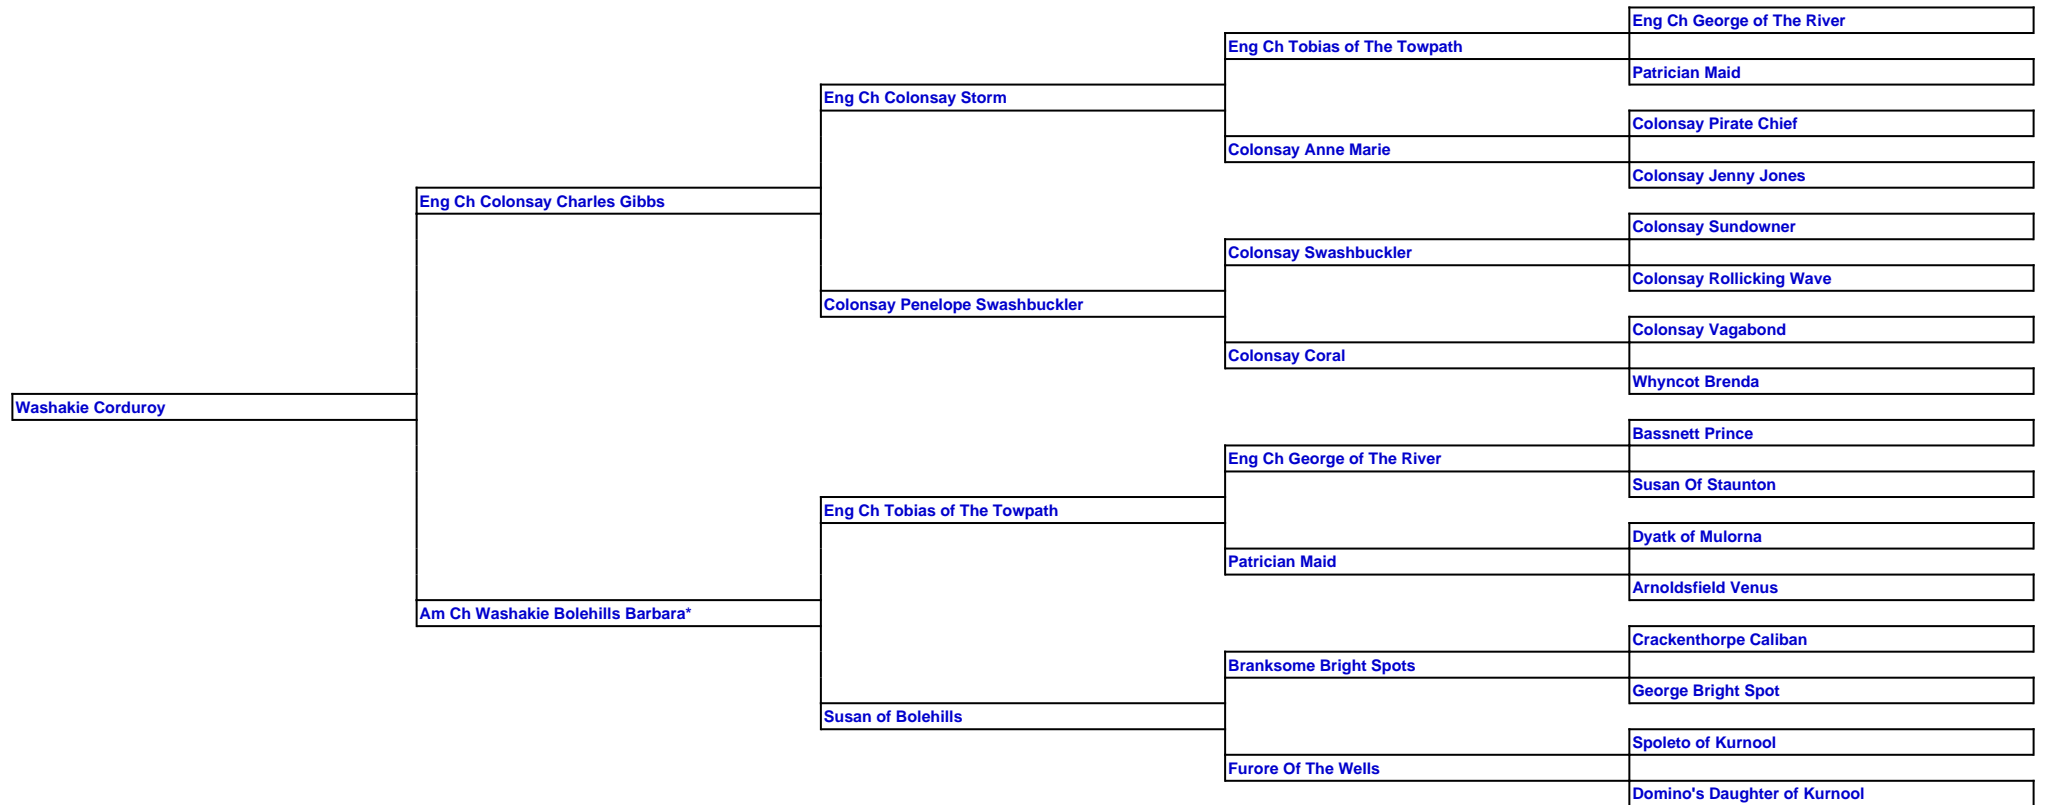 Eng Ch George of The River
Eng Ch Tobias of The Towpath
Patrician Maid
Eng Ch Colonsay Storm
Colonsay Pirate Chief
Colonsay Anne Marie
Colonsay Jenny Jones
Eng Ch Colonsay Charles Gibbs
Colonsay Sundowner
Colonsay Swashbuckler
Colonsay Rollicking Wave
Colonsay Penelope Swashbuckler
Colonsay Vagabond
Colonsay Coral
Whyncot Brenda
Washakie Corduroy
Bassnett Prince
Eng Ch George of The River
Susan Of Staunton
Eng Ch Tobias of The Towpath
Dyatk of Mulorna
Patrician Maid
Arnoldsfield Venus
Am Ch Washakie Bolehills Barbara*
Crackenthorpe Caliban
Branksome Bright Spots
George Bright Spot
Susan of Bolehills
Spoleto of Kurnool
Furore Of The Wells
Domino's Daughter of Kurnool